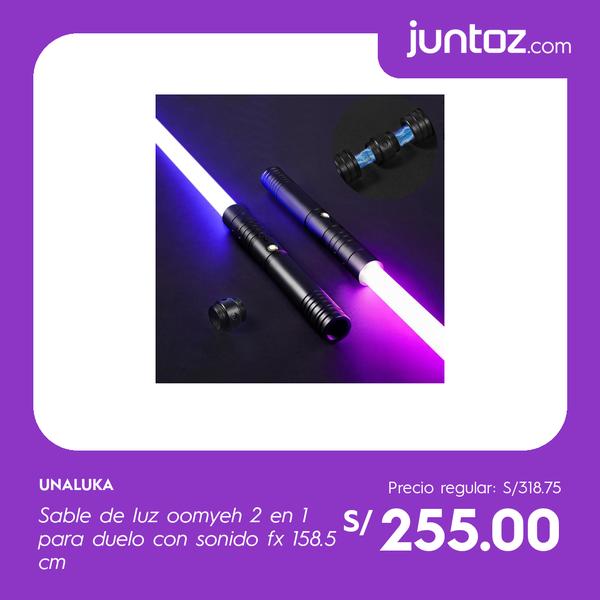 juntoz.com
UNALUKA
Precio regular: S/318.75
Sable de luz oomyeh 2 en 1
para duelo con sonido fx 158.5
cm
S/255.00